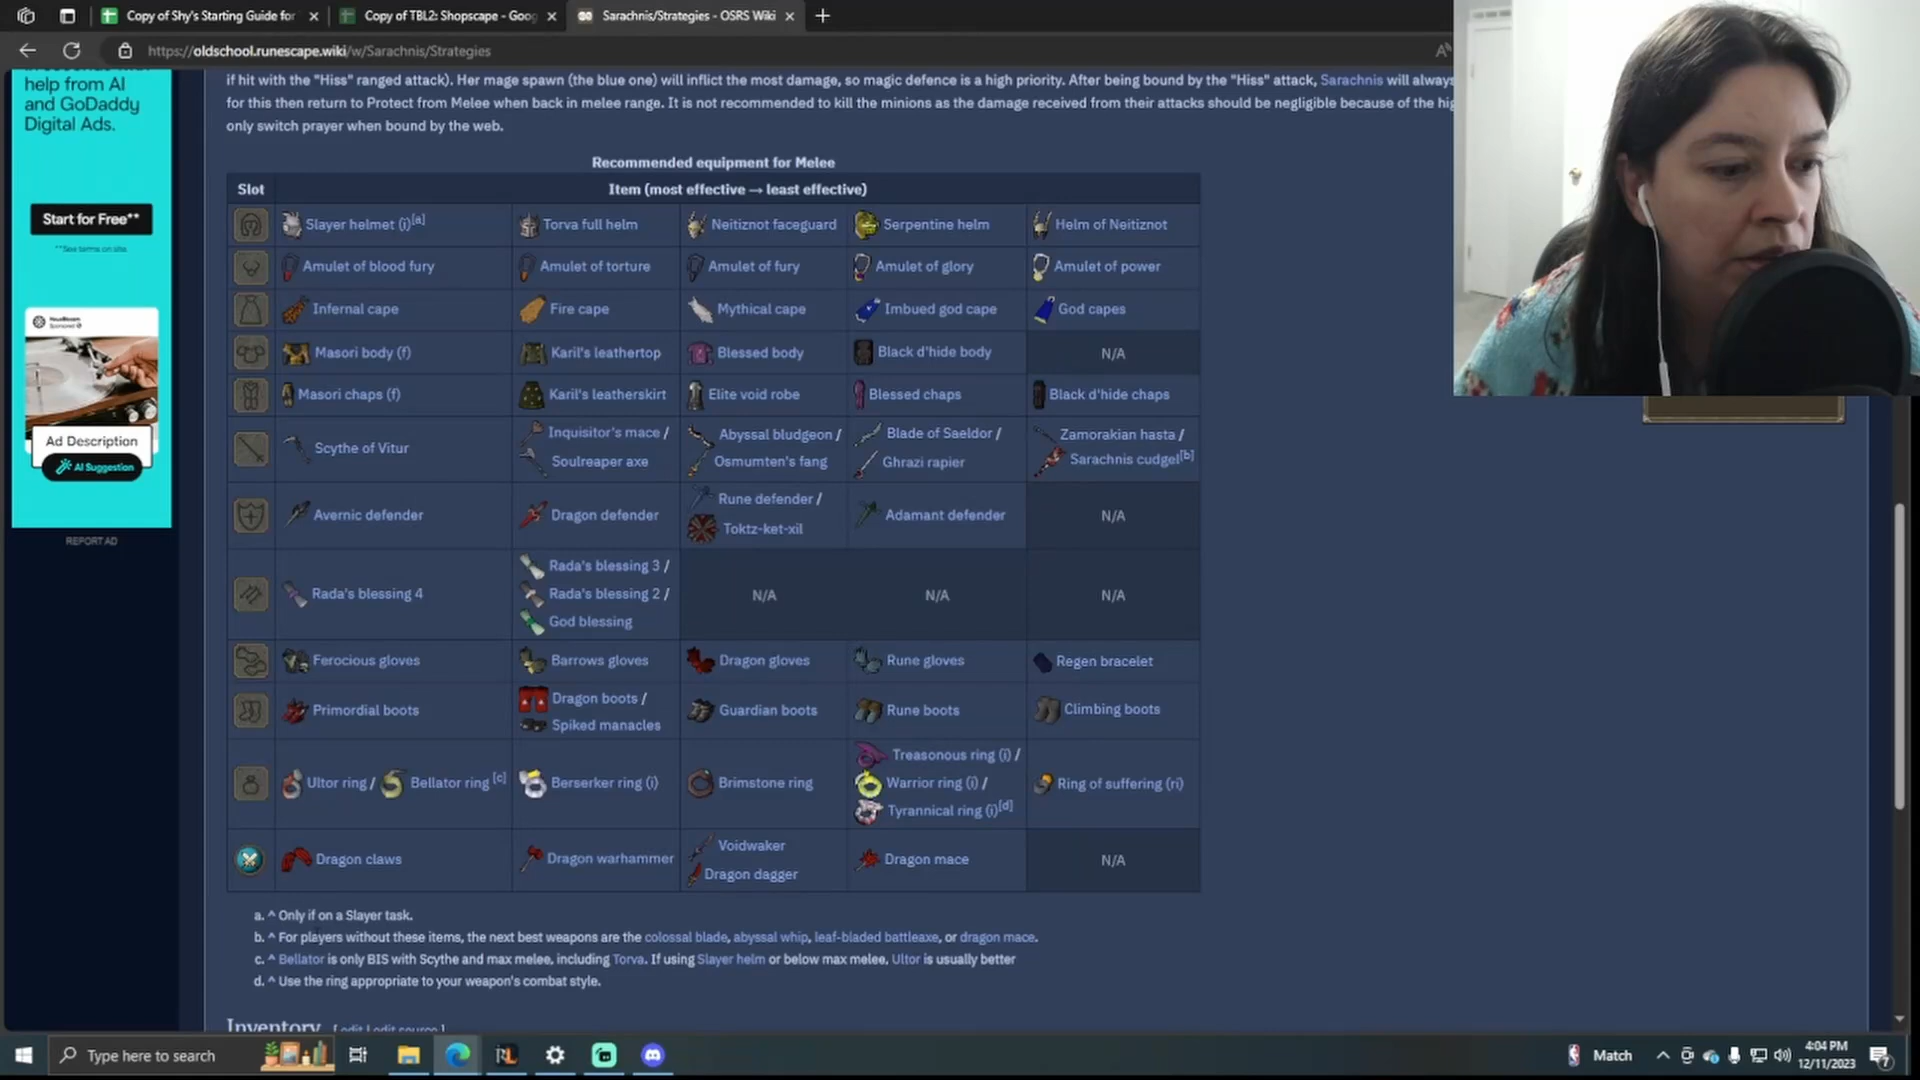 Copy of Shy's Starting Guide for
Copy of TBL2: Shopscape - Goog
Sarachnis/Strategies - OSRS Wiki
https://oldschool.runescape.wiki/w/Sarachnis/Strategies
help from AI
and GoDaddy
Digital Ads.
Start for Free**
**See terms on site.
Sponsored
Ad Description
AI Suggestion
REPORT AD
if hit with the "Hiss" ranged attack). Her mage spawn (the blue one) will inflict the most damage, so magic defence is a high priority. After being bound by the "Hiss" attack, Sarachnis will always
for this then return to Protect from Melee when back in melee range. It is not recommended to kill the minions as the damage received from their attacks should be negligible because of the hig
only switch prayer when bound by the web.
Recommended equipment for Melee
Slot Item (most effective → least effective)
Slayer helmet (i)[a] Torva full helm Neitiznot faceguard Serpentine helm Helm of Neitiznot
Amulet of blood fury Amulet of torture Amulet of fury Amulet of glory Amulet of power
Infernal cape Fire cape Mythical cape Imbued god cape God capes
Masori body (f) Karil's leathertop Blessed body Black d'hide body N/A
Masori chaps (f) Karil's leatherskirt Elite void robe Blessed chaps Black d'hide chaps
Scythe of Vitur Inquisitor's mace / Soulreaper axe Abyssal bludgeon / Osmumten's fang Blade of Saeldor / Ghrazi rapier Zamorakian hasta / Sarachnis cudgel[b]
Avernic defender Dragon defender Rune defender / Toktz-ket-xil Adamant defender N/A
Rada's blessing 4 Rada's blessing 3 / Rada's blessing 2 / God blessing N/A N/A N/A
Ferocious gloves Barrows gloves Dragon gloves Rune gloves Regen bracelet
Primordial boots Dragon boots / Spiked manacles Guardian boots Rune boots Climbing boots
Ultor ring / Bellator ring [c] Berserker ring (i) Brimstone ring Treasonous ring (i) / Warrior ring (i) / Tyrannical ring (i)[d] Ring of suffering (ri)
Dragon claws Dragon warhammer Voidwaker Dragon dagger Dragon mace N/A
a. ^ Only if on a Slayer task.
b. ^ For players without these items, the next best weapons are the colossal blade, abyssal whip, leaf-bladed battleaxe, or dragon mace.
c. ^ Bellator is only BIS with Scythe and max melee, including Torva. If using Slayer helm or below max melee, Ultor is usually better
d. ^ Use the ring appropriate to your weapon's combat style.
Inventory [ edit | edit source ]
Type here to search
Match
4:04 PM
12/11/2023
7